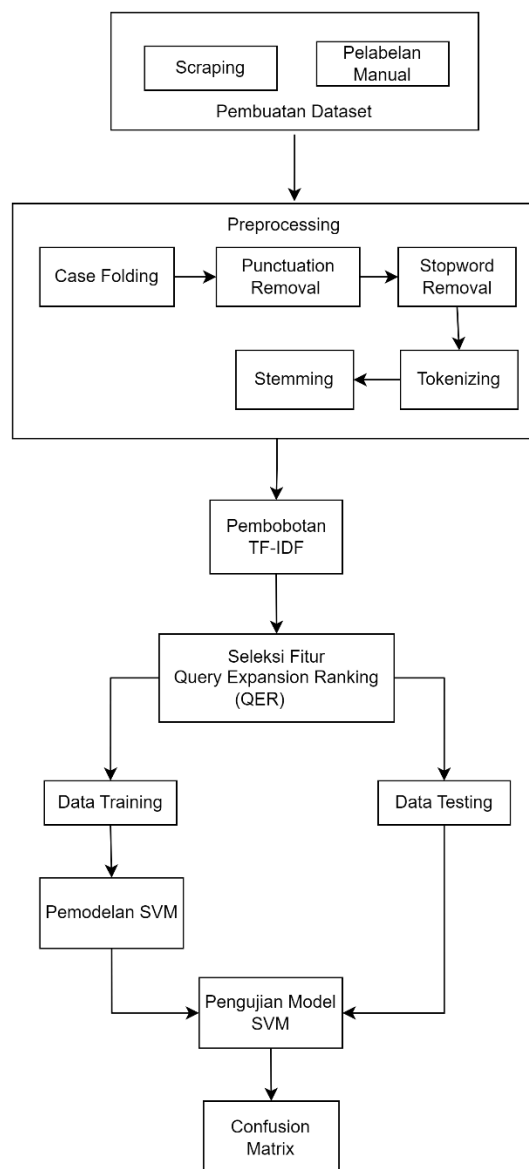 Scraping
Pelabelan
Manual
Pembuatan Dataset
Preprocessing
Case Folding
Punctuation
Removal
Stopword
Removal
Stemming
Tokenizing
Pembobotan
TF-IDF
Seleksi Fitur
Query Expansion Ranking
(QER)
Data Training
Data Testing
Pemodelan SVM
Pengujian Model
SVM
Confusion
Matrix